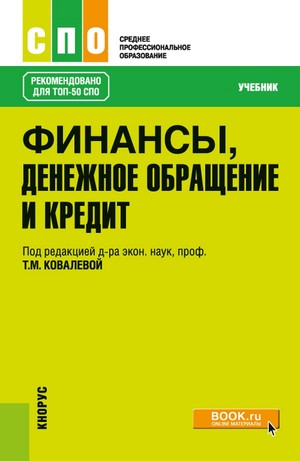 СПО
СРЕДНЕЕ
ПРОФЕССИОНАЛЬНОЕ
ОБРАЗОВАНИЕ
РЕКОМЕНДОВАНО
ДЛЯ ТОП-50 СПО
УЧЕБНИК
ФИНАНСЫ,
ДЕНЕЖНОЕ ОБРАЩЕНИЕ
И КРЕДИТ
Под редакцией д-ра экон. наук, проф.
Т.М. КОВАЛЕВОЙ
КНОРУС
BOOK.ru
ONLINE МАТЕРИАЛЫ